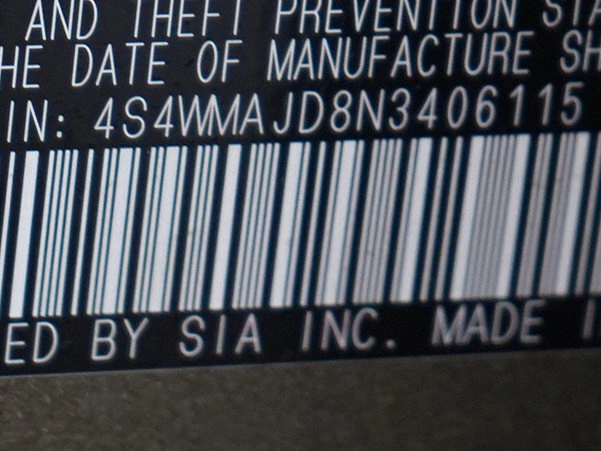 AND THEFT PREVENTION STA
HE DATE OF MANUFACTURE SH
IN: 4S4WMAJD8N3406115
ED BY SIA INC. MADE I